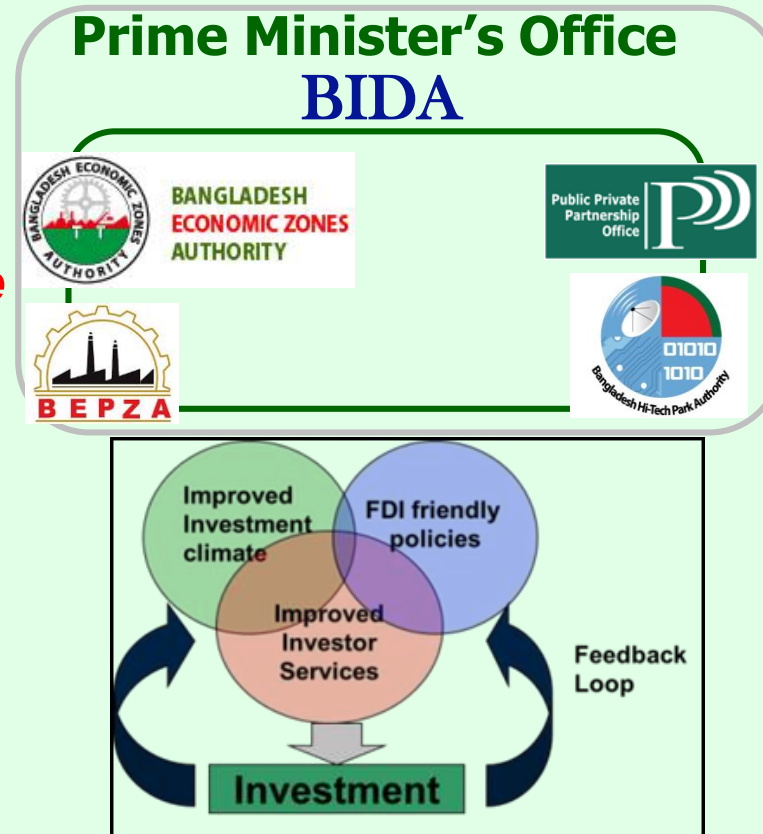 Prime Minister’s Office
BIDA
BANGLADESH ECONOMIC ZONES
AUTHORITY
BANGLADESH
ECONOMIC ZONES
AUTHORITY
Public Private
Partnership
Office
P
e
BEPZA
01010
1010
Bangladesh Hi-Tech Park Authority
Improved
Investment
climate
FDI friendly
policies
Improved
Investor
Services
Feedback
Loop
Investment